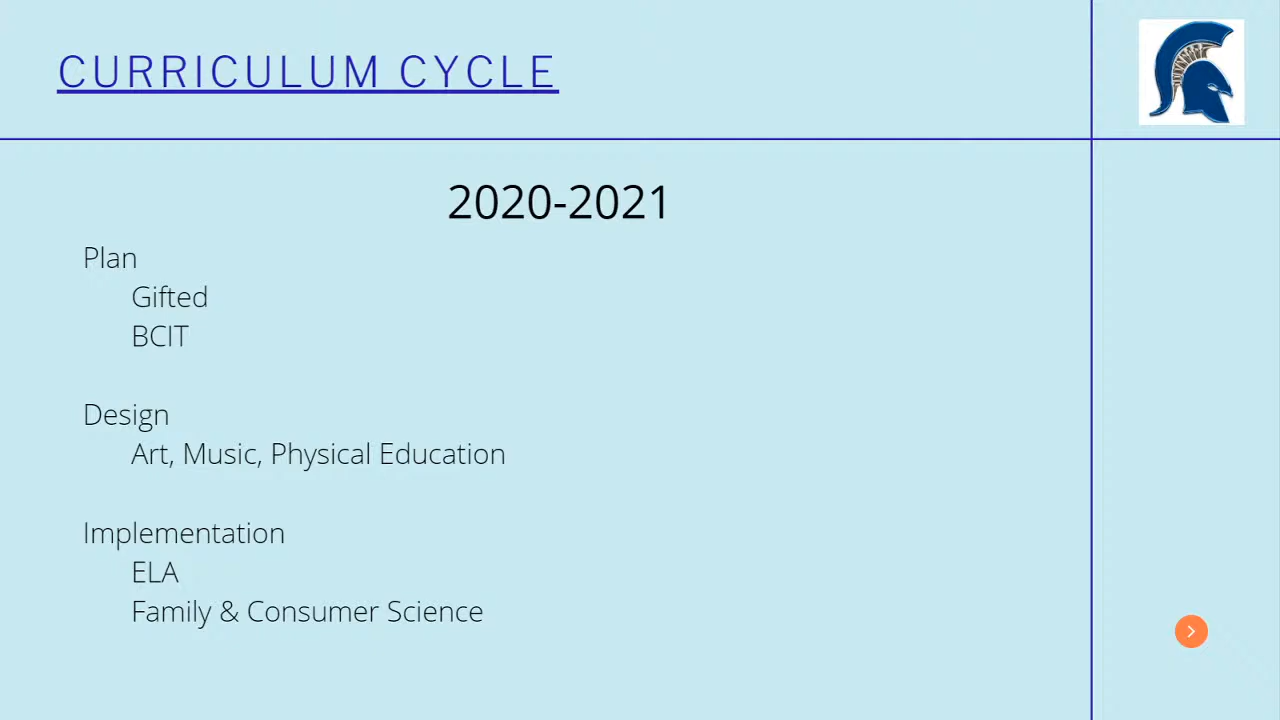 CURRICULUM CYCLE
2020-2021
Plan
Gifted
BCIT
Design
Art, Music, Physical Education
Implementation
ELA
Family & Consumer Science